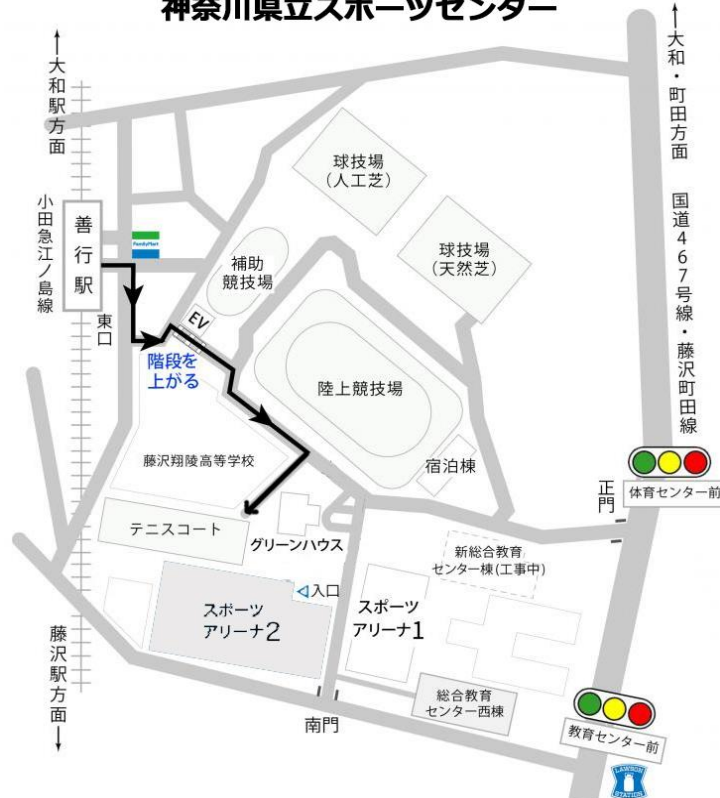 神奈川県立スポーツセンター
大和駅方面
大和・町田方面
国道467号線・藤沢町田線
小田急江ノ島線
善行駅
東口
FamilyMart
球技場
(人工芝)
球技場
(天然芝)
補助
競技場
EV
階段を
上がる
陸上競技場
藤沢翔陵高等学校
宿泊棟
正門
体育センター前
テニスコート
グリーンハウス
新総合教育
センター棟(工事中)
入口
スポーツ
アリーナ2
スポーツ
アリーナ1
総合教育
センター西棟
藤沢駅方面
南門
教育センター前
LAWSON
STATION